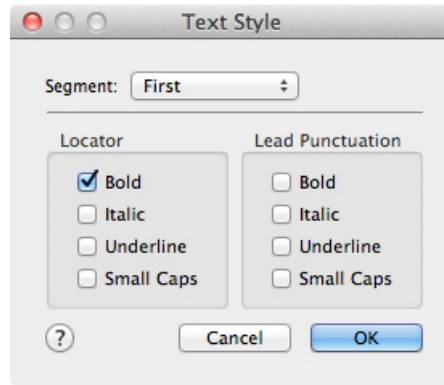 Text Style
Segment: First
Locator Lead Punctuation
Bold Bold
Italic Italic
Underline Underline
Small Caps Small Caps
? Cancel OK